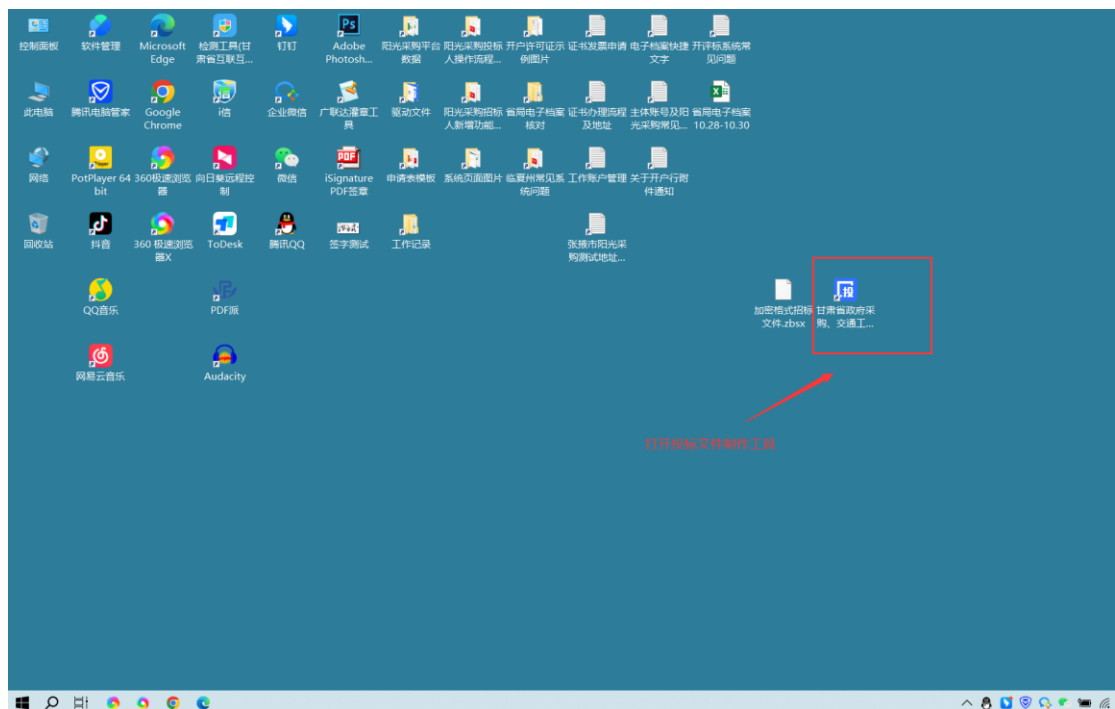 控制面板
软件管理
Microsoft
Edge
检测工具(甘
肃省互联互...
钉钉
Adobe
Photosh...
阳光采购平台
数据
阳光采购投标
人操作流程...
开户许可证示
例图片
证书发票申请
电子档案快捷
文字
开评标系统常
见问题
此电脑
腾讯电脑管家
Google
Chrome
i信
企业微信
广联达灌章工
具
驱动文件
阳光采购招标
人新增功能...
省局电子档案
核对
证书办理流程
及地址
主体账号及阳
光采购常见...
省局电子档案
10.28-10.30
网络
PotPlayer 64
bit
360极速浏览
器
向日葵远程控
制
微信
iSignature
PDF签章
申请表模板
系统页面图片
临夏州常见系
统问题
工作账户管理
关于开户行附
件通知
回收站
抖音
360 极速浏览
器X
ToDesk
腾讯QQ
签字测试
工作记录
张掖市阳光采
购测试地址...
QQ音乐
PDF派
加密格式招标
文件.zbsx
甘肃省政府采
购、交通工...
网易云音乐
Audacity
打开投标文件制作工具